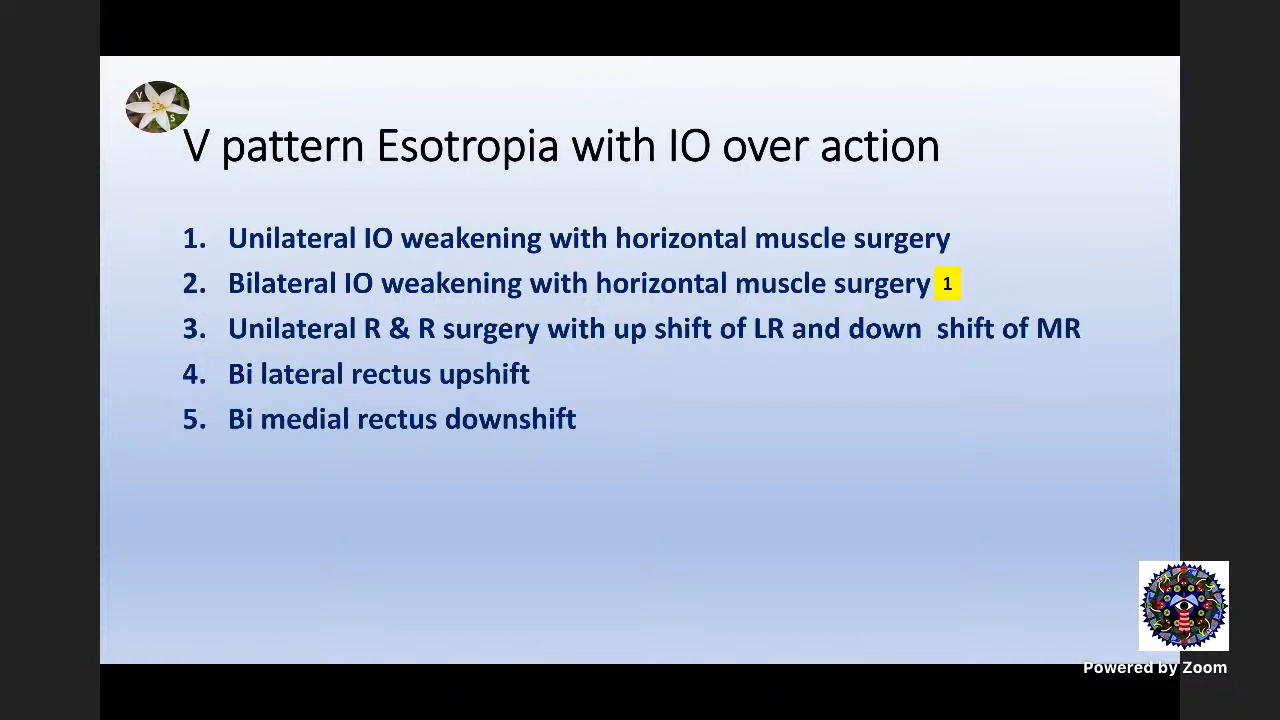 V S
V pattern Esotropia with IO over action
1. Unilateral IO weakening with horizontal muscle surgery
2. Bilateral IO weakening with horizontal muscle surgery 1
3. Unilateral R & R surgery with up shift of LR and down shift of MR
4. Bi lateral rectus upshift
5. Bi medial rectus downshift
Powered by Zoom